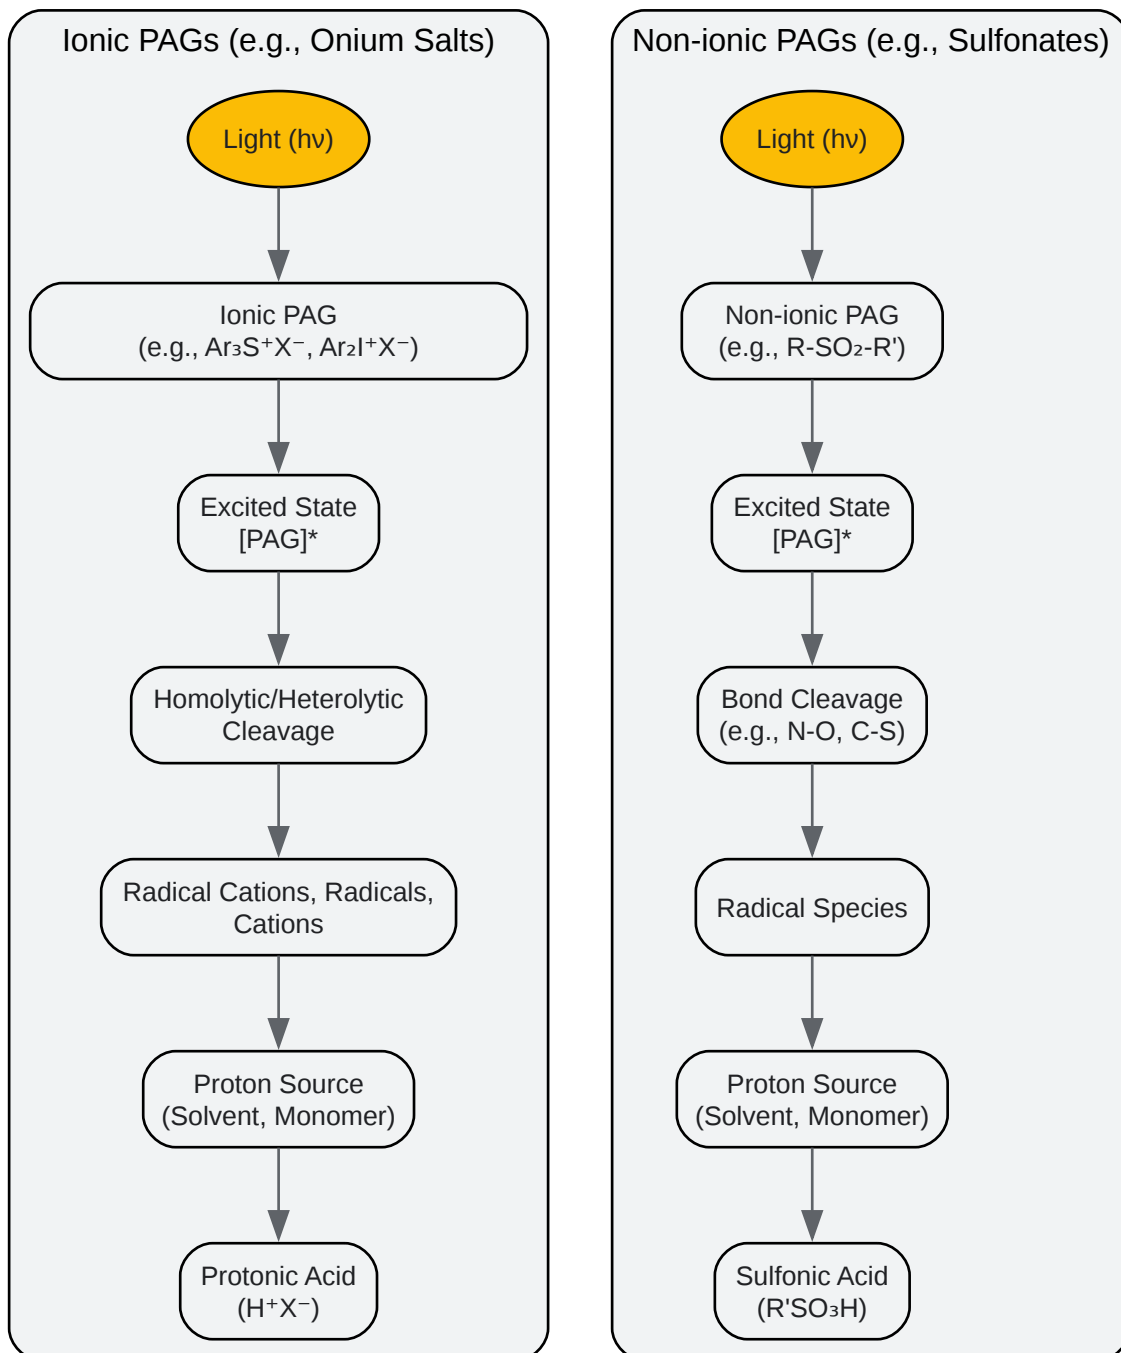 Ionic PAGs (e.g., Onium Salts)
Light (hν)
Ionic PAG
(e.g., Ar₃S⁺X⁻, Ar₂I⁺X⁻)
Excited State
[PAG]*
Homolytic/Heterolytic
Cleavage
Radical Cations, Radicals,
Cations
Proton Source
(Solvent, Monomer)
Protonic Acid
(H⁺X⁻)
Non-ionic PAGs (e.g., Sulfonates)
Light (hν)
Non-ionic PAG
(e.g., R-SO₂-R')
Excited State
[PAG]*
Bond Cleavage
(e.g., N-O, C-S)
Radical Species
Proton Source
(Solvent, Monomer)
Sulfonic Acid
(R'SO₃H)